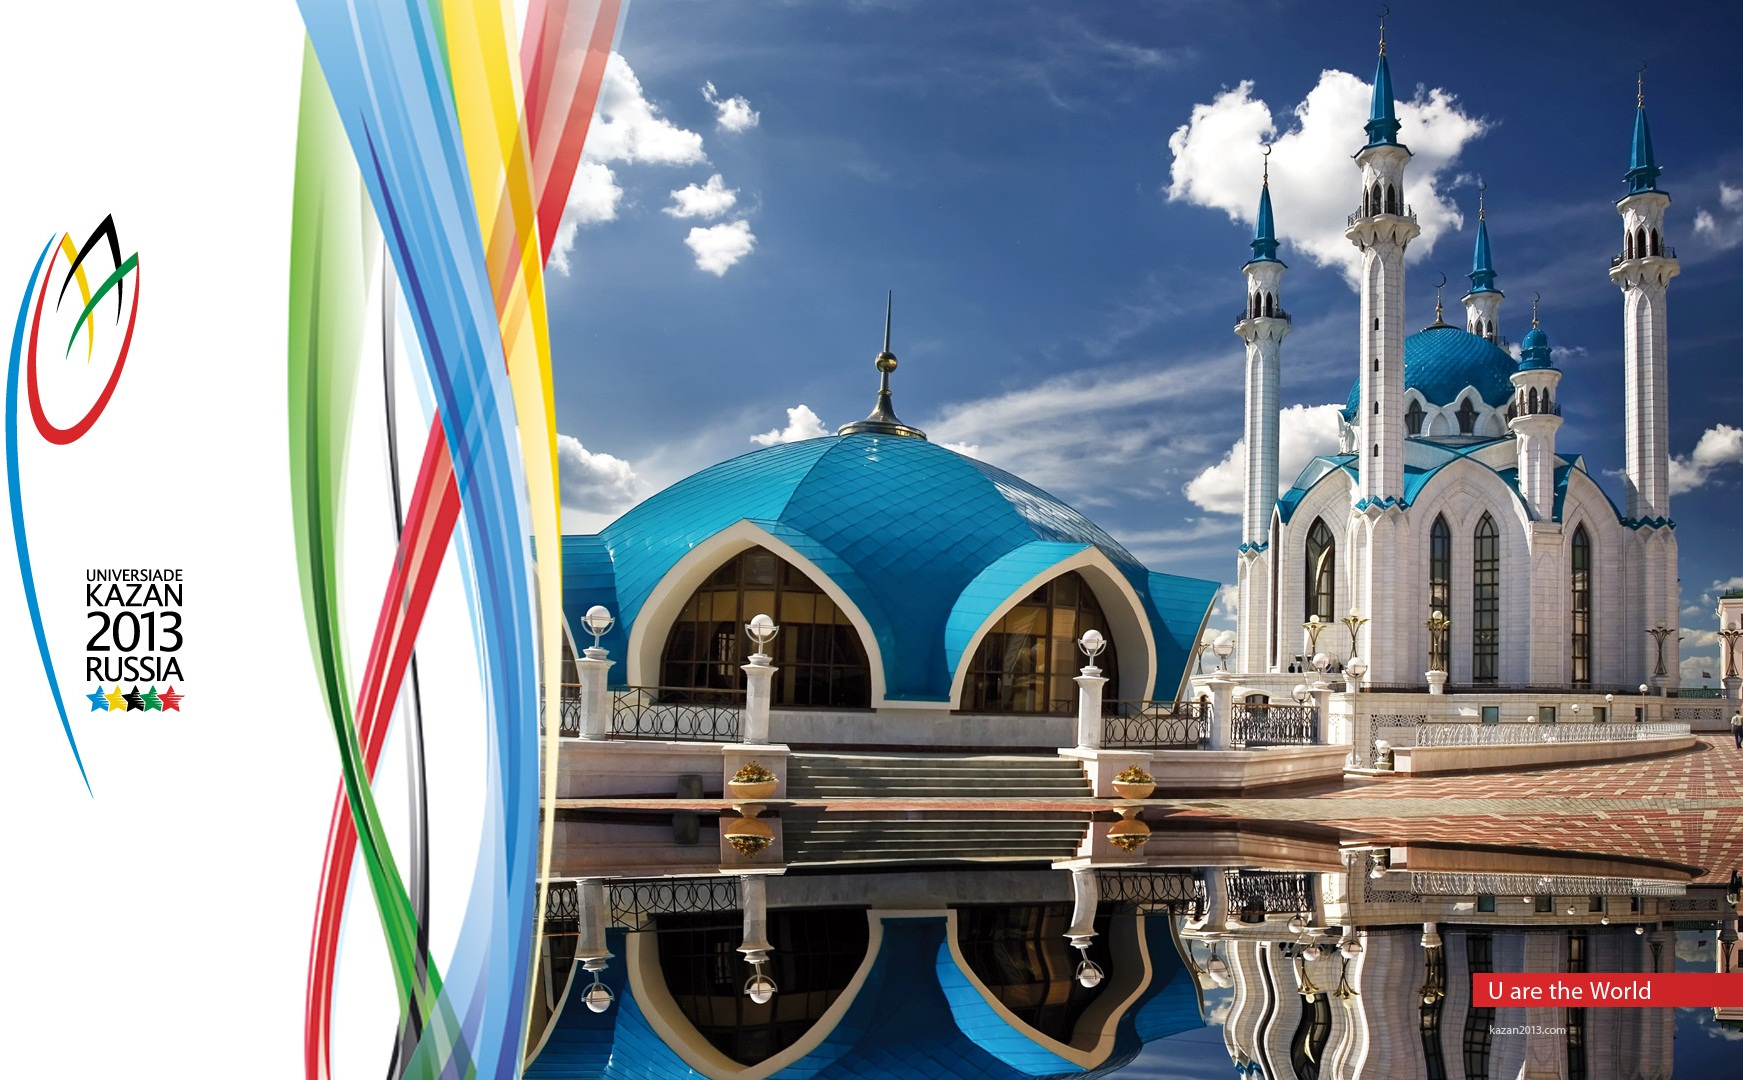 UNIVERSIADE
KAZAN
2013
RUSSIA
U are the World
kazan2013.com